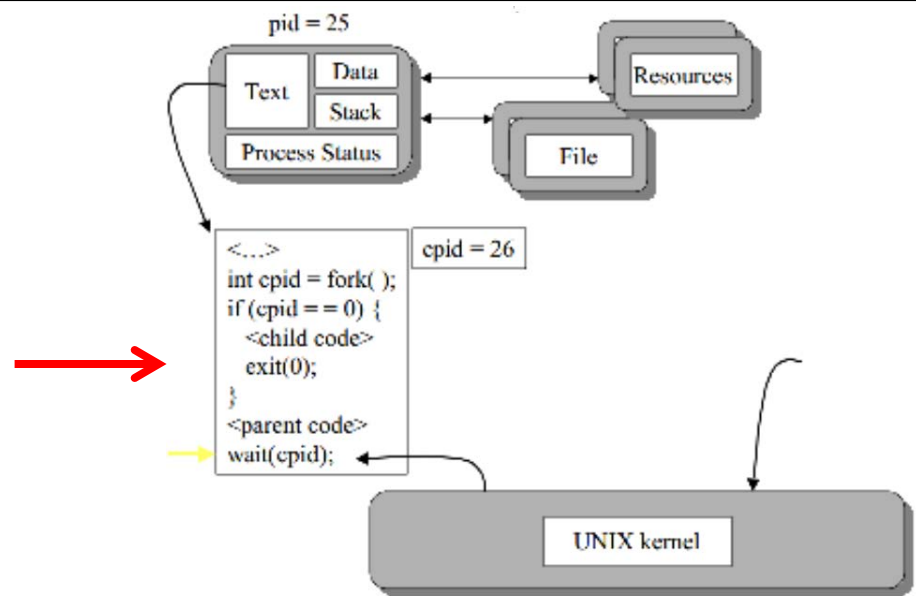 pid = 25
Text
Data
Stack
Process Status
Resources
File
<...>
int cpid = fork( );
if (cpid = = 0) {
<child code>
exit(0);
}
<parent code>
wait(cpid);
cpid = 26
UNIX kernel